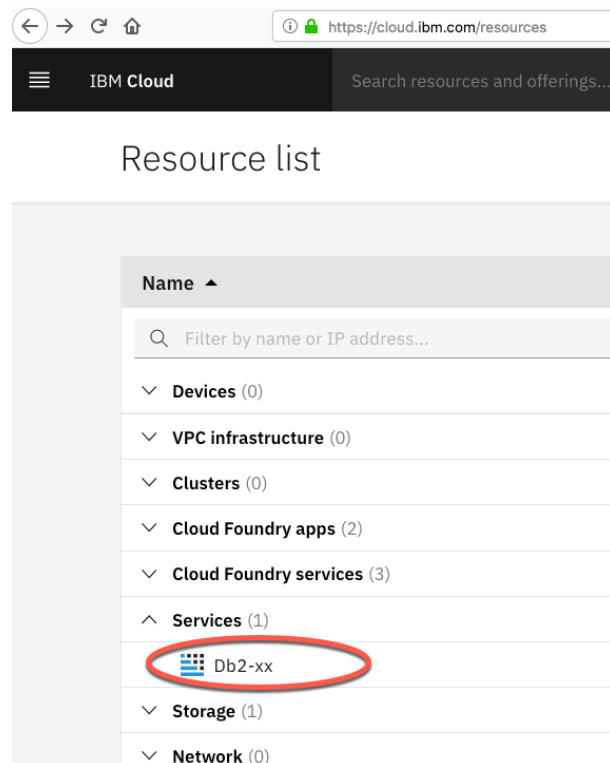 https://cloud.ibm.com/resources
IBM Cloud
Search resources and offerings...
Resource list
Name
Filter by name or IP address...
Devices (0)
VPC infrastructure (0)
Clusters (0)
Cloud Foundry apps (2)
Cloud Foundry services (3)
Services (1)
Db2-xx
Storage (1)
Network (0)